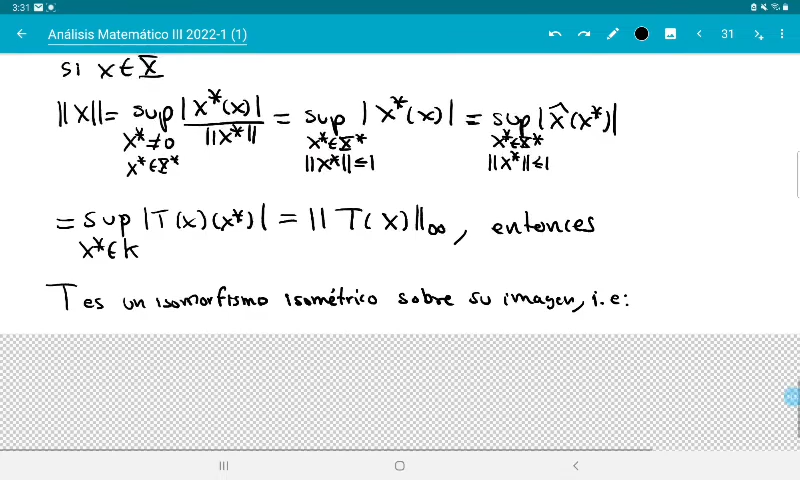 3:31
Análisis Matemático III 2022-1 (1)
31
si x ∈ X
||x|| = sup |x*(x)| / ||x*|| = sup |x*(x)| = sup |x̂(x*)|
x* ≠ 0 x* ∈ X* x* ∈ X*
x* ∈ X* ||x*|| ≤ 1 ||x*|| ≤ 1
= sup |T(x)(x*)| = || T(x) ||∞, entonces
x* ∈ K
T es un isomorfismo isométrico sobre su imagen, i.e: